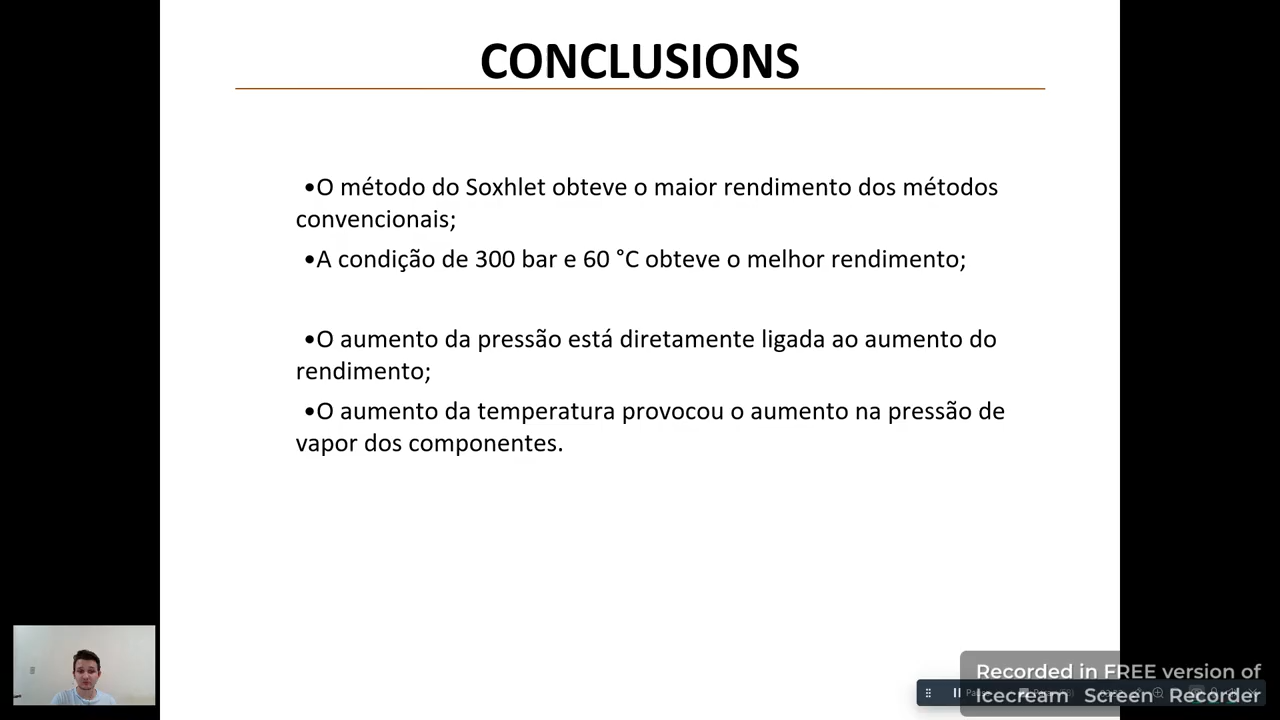 CONCLUSIONS
•O método do Soxhlet obteve o maior rendimento dos métodos
convencionais;
•A condição de 300 bar e 60 °C obteve o melhor rendimento;
•O aumento da pressão está diretamente ligada ao aumento do
rendimento;
•O aumento da temperatura provocou o aumento na pressão de
vapor dos componentes.
Recorded in FREE version of
Icecream Screen Recorder